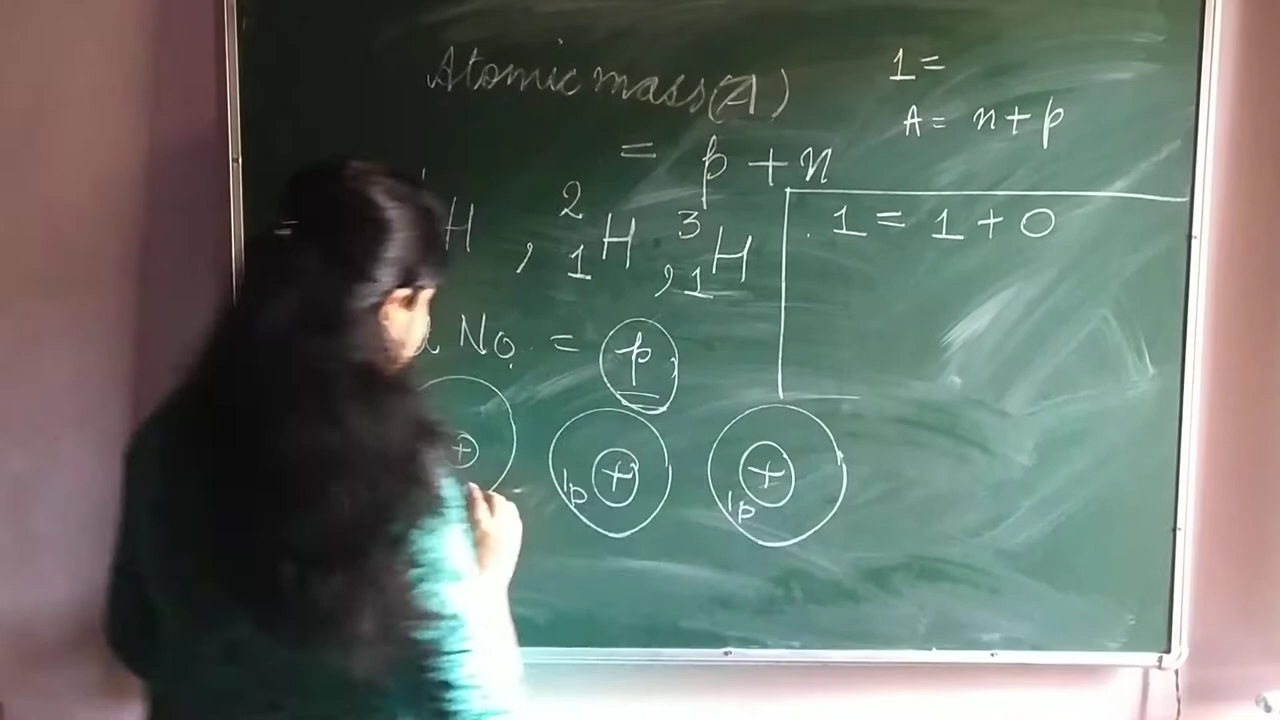 Atomic mass(A)
= p + n
1 =
A = n + p
H , ²₁H , ³₁H
1 = 1 + 0
No. = p
+
+ 1p
+ 1p